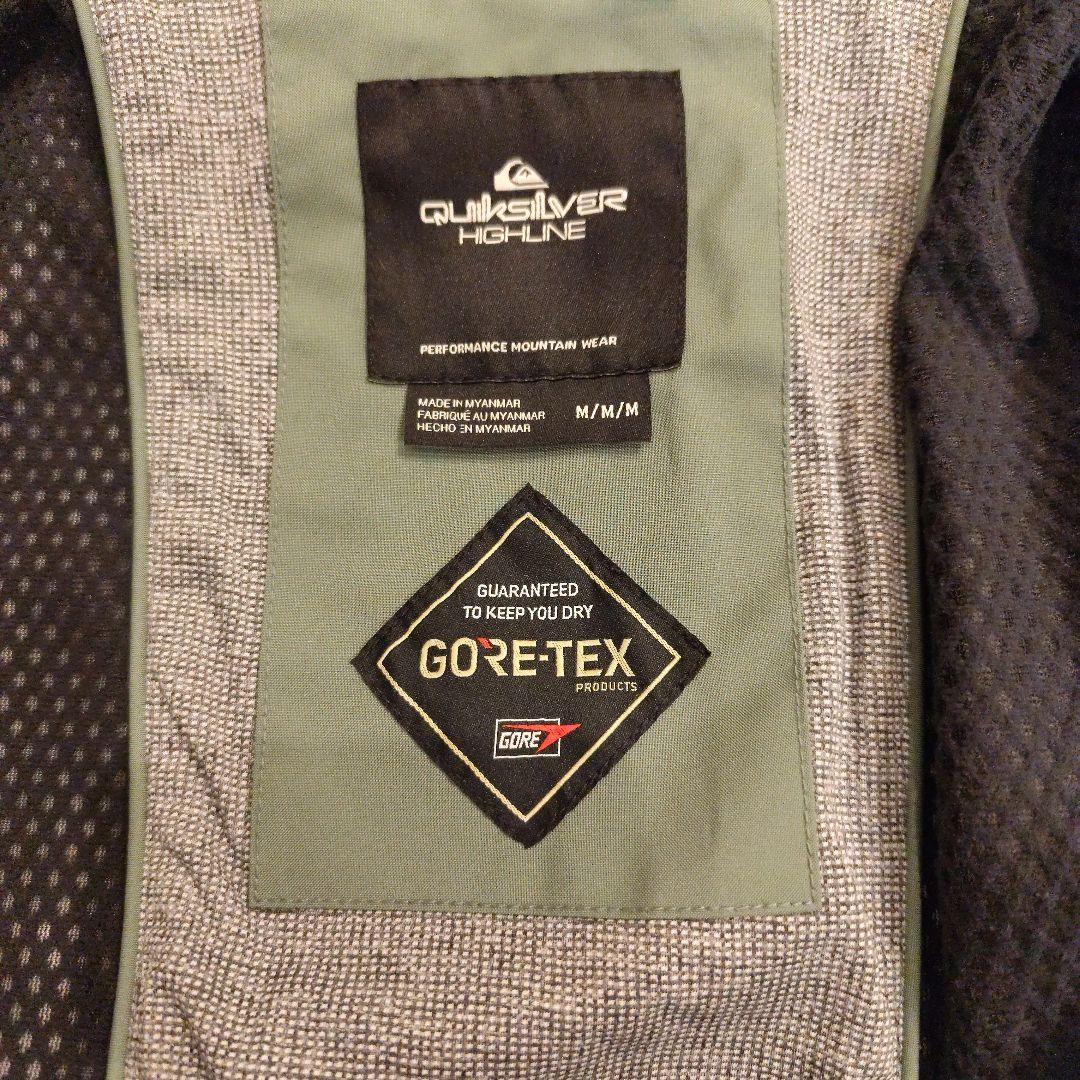 QUIKSILVER
HIGHLINE
PERFORMANCE MOUNTAIN WEAR
MADE IN MYANMAR
FABRIQUÉ AU MYANMAR
HECHO EN MYANMAR
M/M/M
GUARANTEED
TO KEEP YOU DRY
GORE-TEX
PRODUCTS
GORE